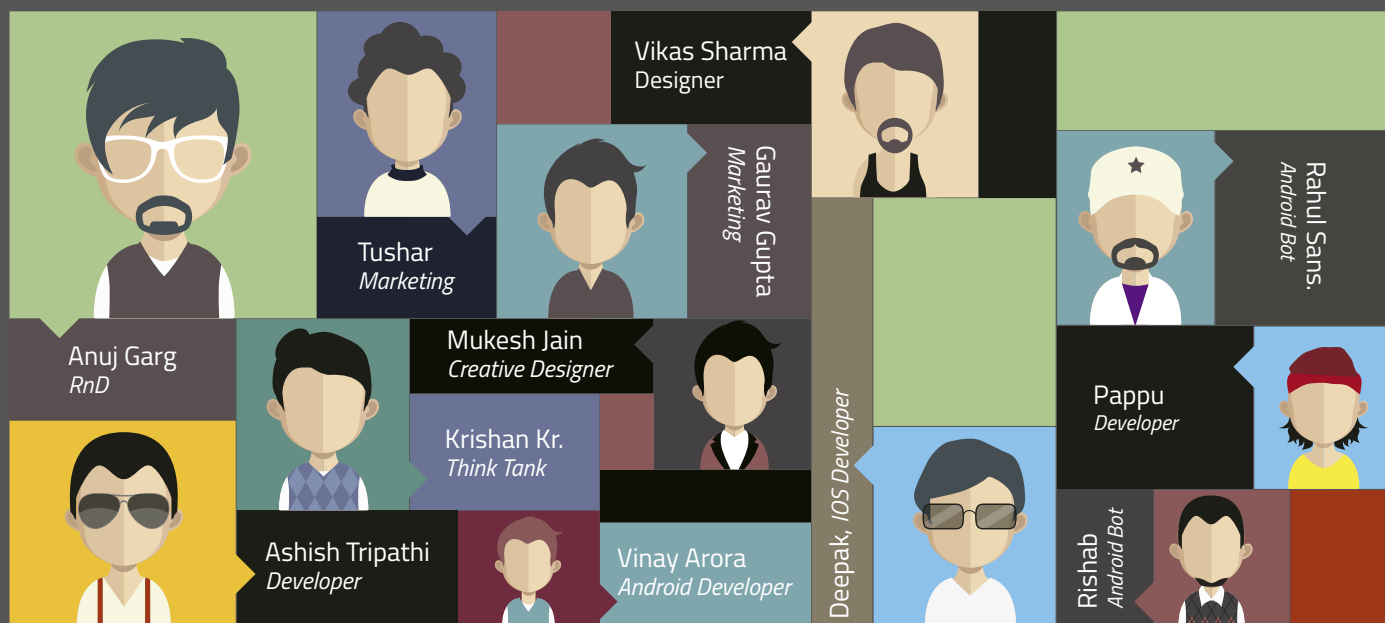 Vikas Sharma
Designer
Tushar
Marketing
Gaurav Gupta
Marketing
Rahul Sans.
Android Bot
Anuj Garg
RnD
Mukesh Jain
Creative Designer
Krishan Kr.
Think Tank
Deepak, IOS Developer
Pappu
Developer
Ashish Tripathi
Developer
Vinay Arora
Android Developer
Rishab
Android Bot